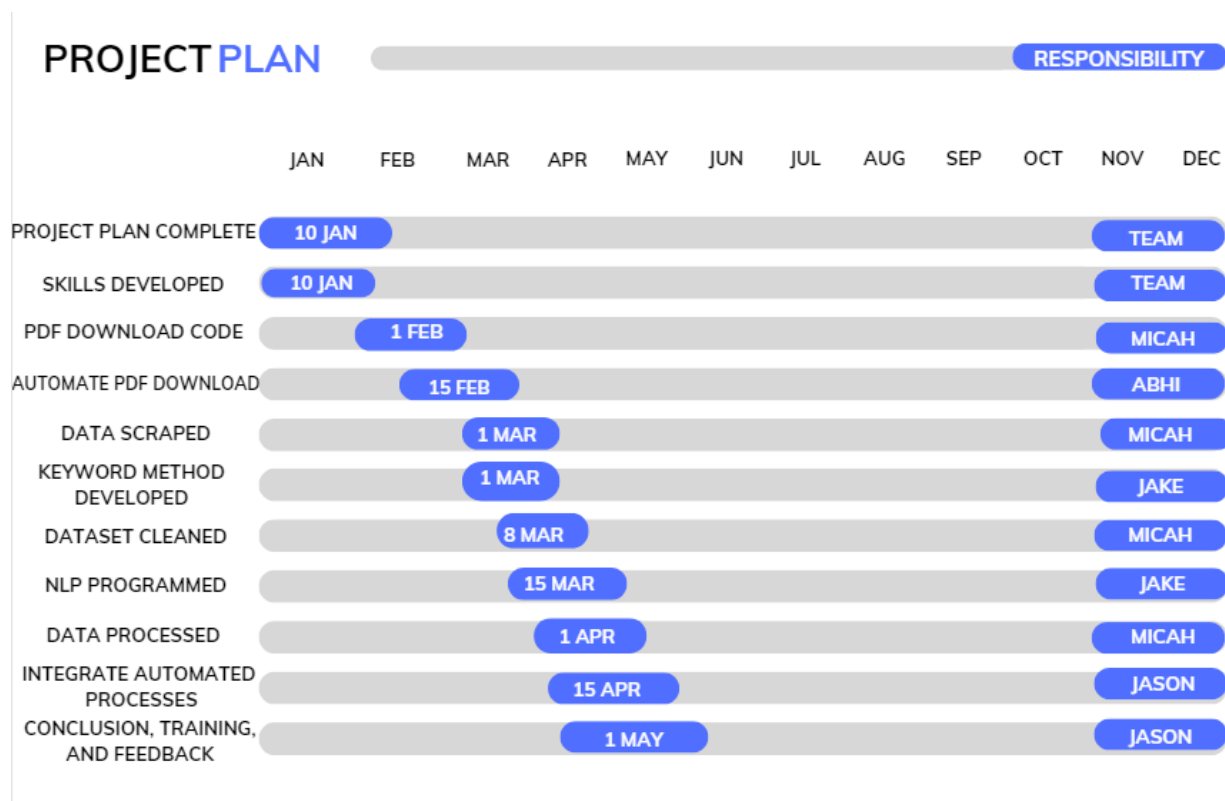 PROJECT PLAN
RESPONSIBILITY
JAN FEB MAR APR MAY JUN JUL AUG SEP OCT NOV DEC
PROJECT PLAN COMPLETE 10 JAN TEAM
SKILLS DEVELOPED 10 JAN TEAM
PDF DOWNLOAD CODE 1 FEB MICAH
AUTOMATE PDF DOWNLOAD 15 FEB ABHI
DATA SCRAPED 1 MAR MICAH
KEYWORD METHOD
DEVELOPED
1 MAR JAKE
DATASET CLEANED 8 MAR MICAH
NLP PROGRAMMED 15 MAR JAKE
DATA PROCESSED 1 APR MICAH
INTEGRATE AUTOMATED
PROCESSES
15 APR JASON
CONCLUSION, TRAINING,
AND FEEDBACK
1 MAY JASON